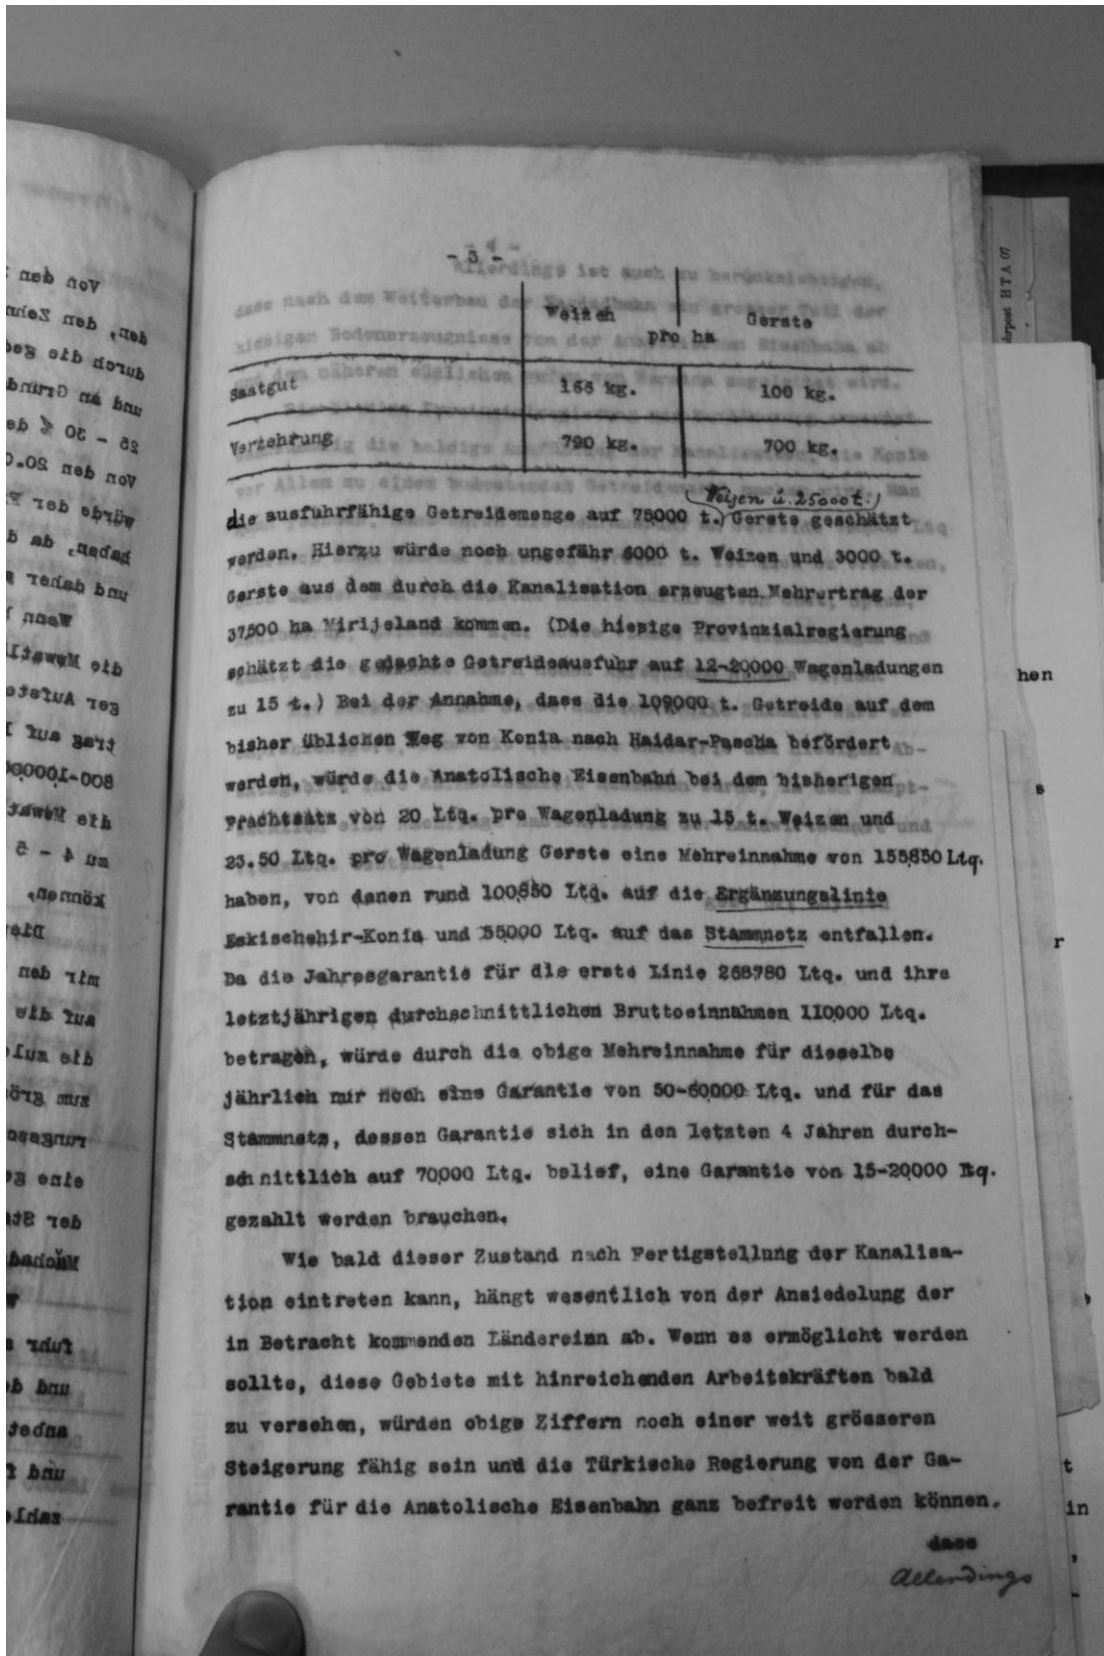 - 3 -
Weizen Gerste
pro ha
Saatgut 166 kg. 100 kg.
Verzehrung 790 kg. 700 kg.
Weizen u. 25000 t.
die ausfuhrfähige Getreidemenge auf 75000 t. Gerste geschätzt
werden. Hierzu würde noch ungefähr 6000 t. Weizen und 3000 t.
Gerste aus dem durch die Kanalisation erzeugten Mehrertrag der
37500 ha Mirijeland kommen. (Die hiesige Provinzialregierung
schätzt die gedachte Getreideausfuhr auf 12-20000 Wagenladungen
zu 15 t.) Bei der Annahme, dass die 109000 t. Getreide auf dem
bisher üblichen Weg von Konia nach Haidar-Pascha befördert
werden, würde die Anatolische Eisenbahn bei dem bisherigen
Frachtsatz von 20 Ltq. pro Wagenladung zu 15 t. Weizen und
23.50 Ltq. pro Wagenladung Gerste eine Mehreinnahme von 155850 Ltq.
haben, von denen rund 100850 Ltq. auf die Ergänzungslinie
Eskischehir-Konia und 55000 Ltq. auf das Stammnetz entfallen.
Da die Jahresgarantie für die erste Linie 268780 Ltq. und ihre
letztjährigen durchschnittlichen Bruttoeinnahmen 110000 Ltq.
betragen, würde durch die obige Mehreinnahme für dieselbe
jährlich mir noch eine Garantie von 50-60000 Ltq. und für das
Stammnetz, dessen Garantie sich in den letzten 4 Jahren durch-
schnittlich auf 70000 Ltq. belief, eine Garantie von 15-20000 Ltq.
gezahlt werden brauchen.
Wie bald dieser Zustand nach Fertigstellung der Kanalisa-
tion eintreten kann, hängt wesentlich von der Ansiedelung der
in Betracht kommenden Ländereien ab. Wenn es ermöglicht werden
sollte, diese Gebiete mit hinreichenden Arbeitskräften bald
zu versehen, würden obige Ziffern noch einer weit grösseren
Steigerung fähig sein und die Türkische Regierung von der Ga-
rantie für die Anatolische Eisenbahn ganz befreit werden können.
dass
Allerdings